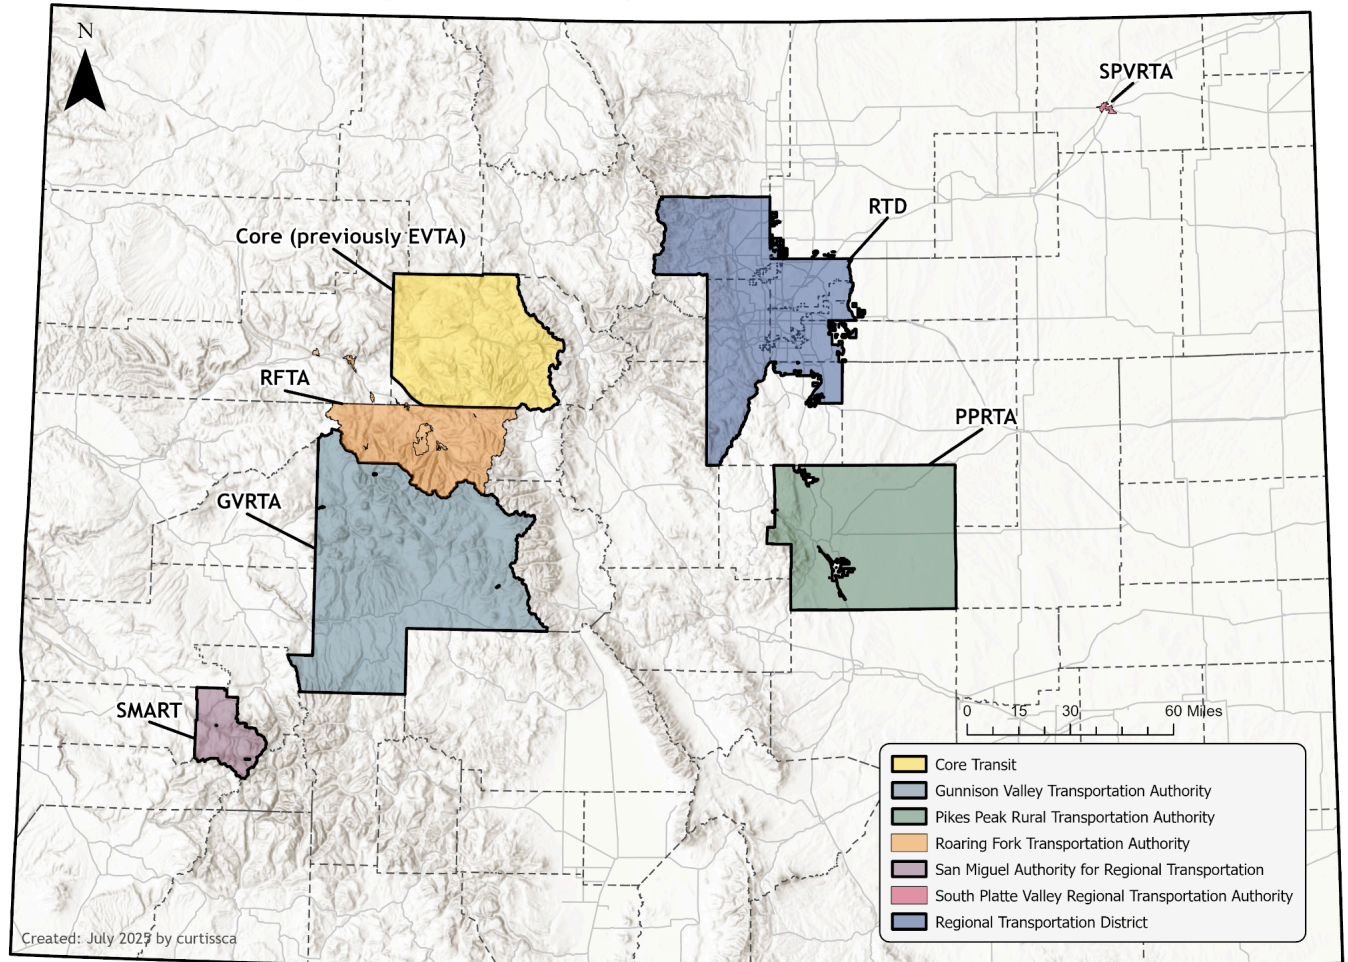 N
SPVRTA
RTD
Core (previously EVTA)
RFTA
PPRTA
GVRTA
SMART
0 15 30 60 Miles
Core Transit
Gunnison Valley Transportation Authority
Pikes Peak Rural Transportation Authority
Roaring Fork Transportation Authority
San Miguel Authority for Regional Transportation
South Platte Valley Regional Transportation Authority
Regional Transportation District
Created: July 2025 by curtissca